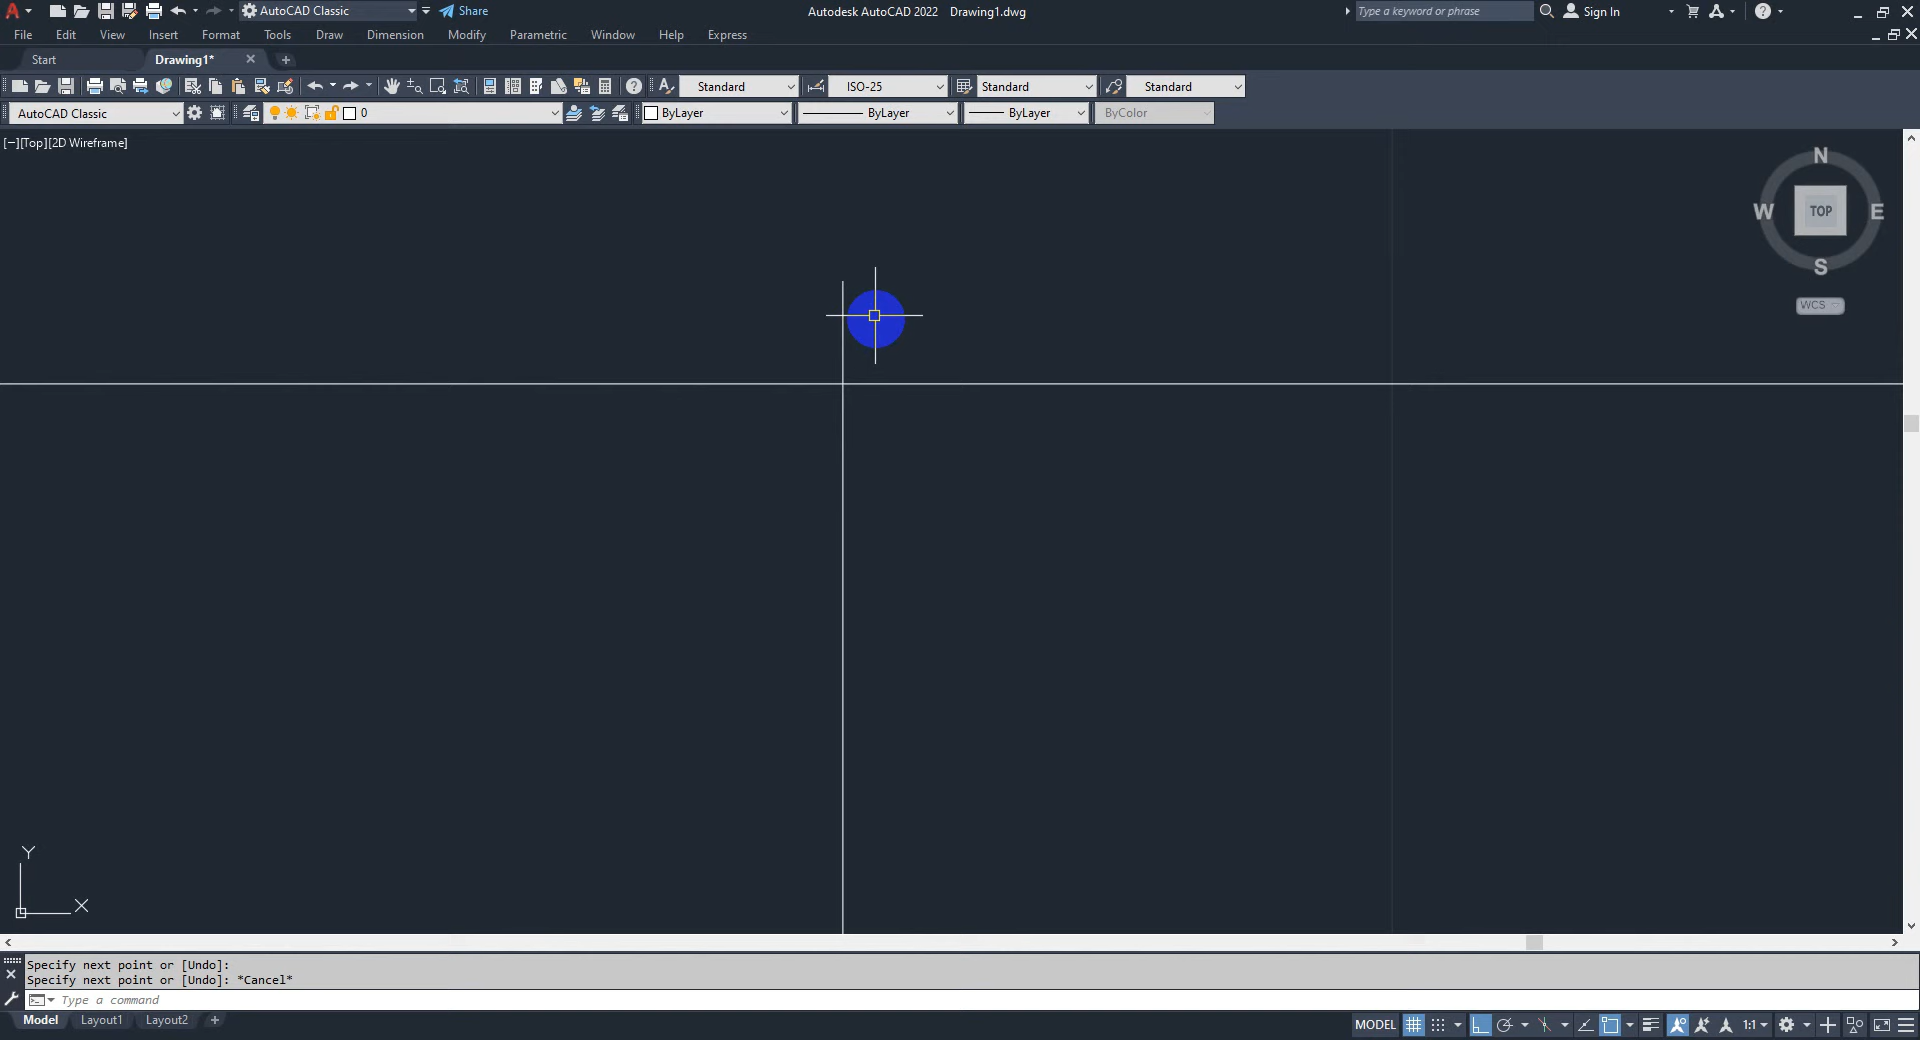 AutoCAD Classic Share Autodesk AutoCAD 2022 Drawing1.dwg Type a keyword or phrase Sign In
File Edit View Insert Format Tools Draw Dimension Modify Parametric Window Help Express
Start Drawing1*
Standard ISO-25 Standard Standard
AutoCAD Classic 0 ByLayer ByLayer ByLayer ByColor
[−][Top][2D Wireframe]
N
W TOP E
S
WCS
Y
X
Specify next point or [Undo]:
Specify next point or [Undo]: *Cancel*
Type a command
Model Layout1 Layout2
MODEL 1:1